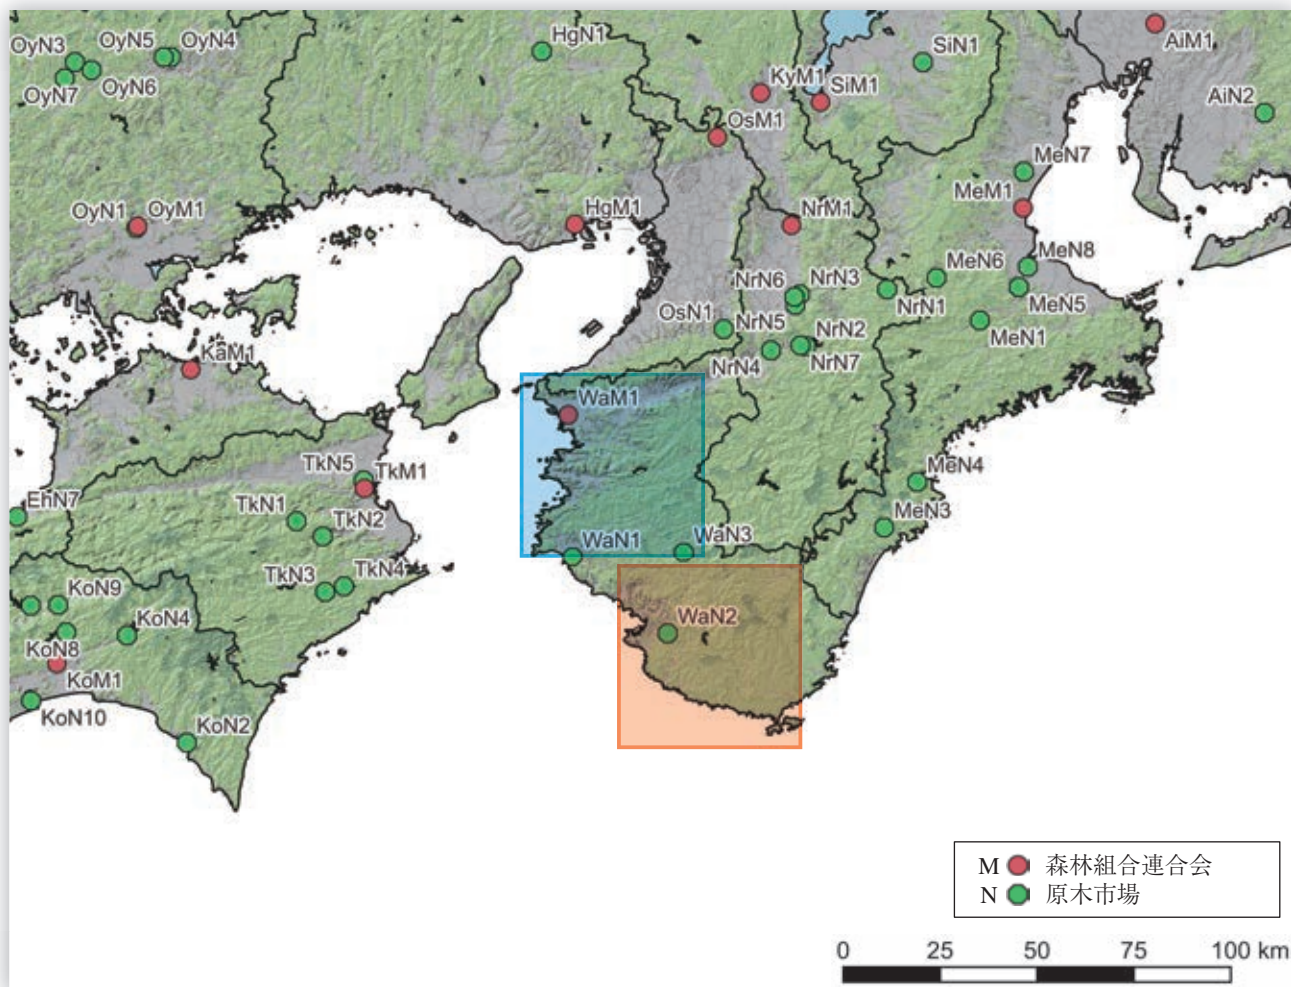 OyN3
OyN5
OyN4
HgN1
KyM1
SiM1
SiN1
AiM1
OyN7
OyN6
OsM1
AiN2
MeN7
MeM1
OyN1
OyM1
HgM1
NrM1
MeN8
MeN6
NrN3
NrN6
NrN1
MeN5
OsN1
NrN5
NrN2
MeN1
KaM1
NrN4
NrN7
WaM1
TkN5
TkM1
MeN4
EhN7
TkN1
TkN2
MeN3
WaN1
WaN3
TkN3
TkN4
KoN9
KoN4
WaN2
KoN8
KoM1
KoN10
KoN2
M 森林組合連合会
N 原木市場
0 25 50 75 100 km